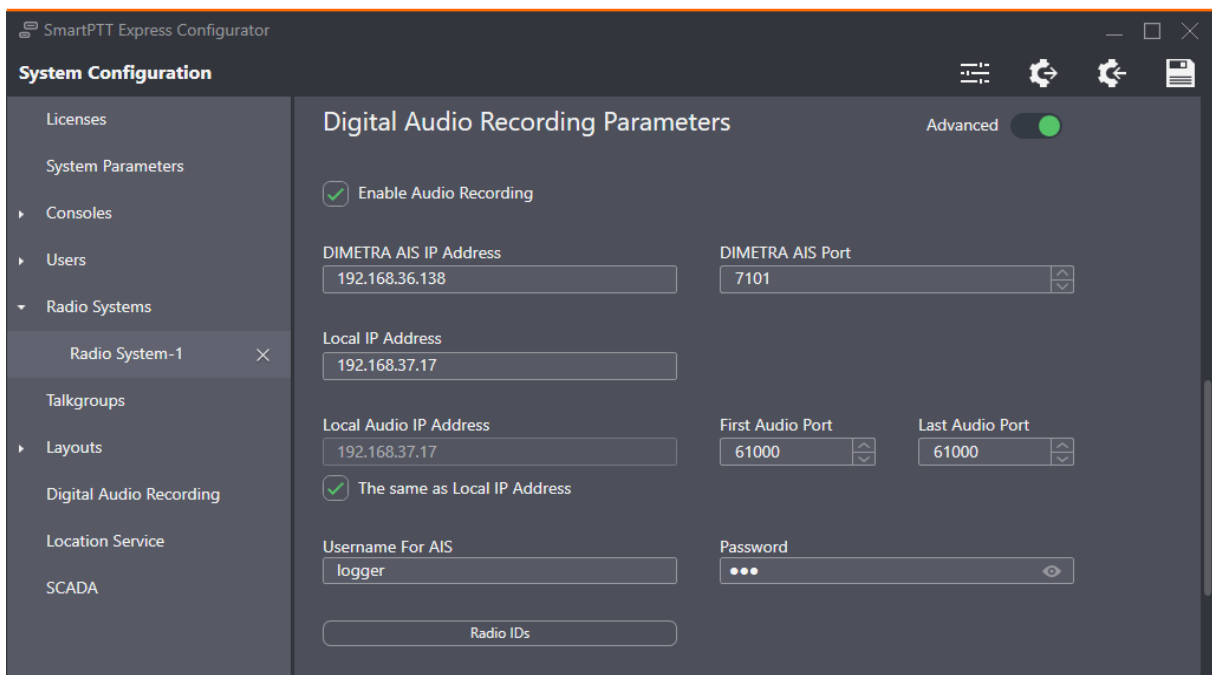 SmartPTT Express Configurator
System Configuration
Licenses
System Parameters
Consoles
Users
Radio Systems
Radio System-1
Talkgroups
Layouts
Digital Audio Recording
Location Service
SCADA
Digital Audio Recording Parameters
Advanced
Enable Audio Recording
DIMETRA AIS IP Address
DIMETRA AIS Port
192.168.36.138
7101
Local IP Address
192.168.37.17
Local Audio IP Address
First Audio Port
Last Audio Port
192.168.37.17
61000
61000
The same as Local IP Address
Username For AIS
Password
logger
•••
Radio IDs